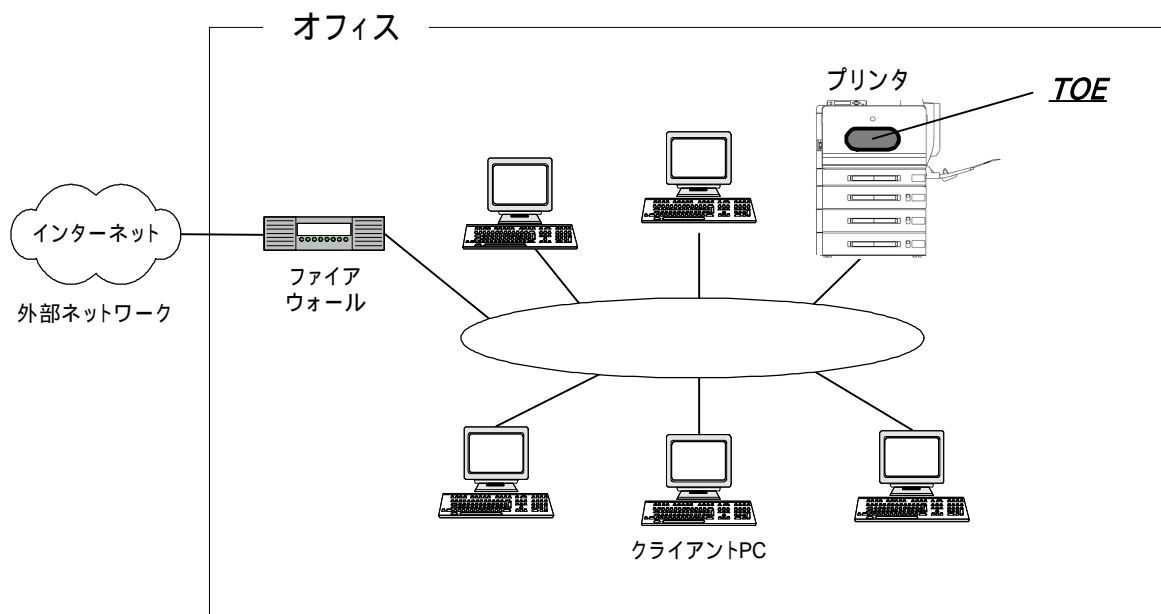 オフィス
プリンタ
TOE
インターネット
ファイア
ウォール
外部ネットワーク
クライアントPC